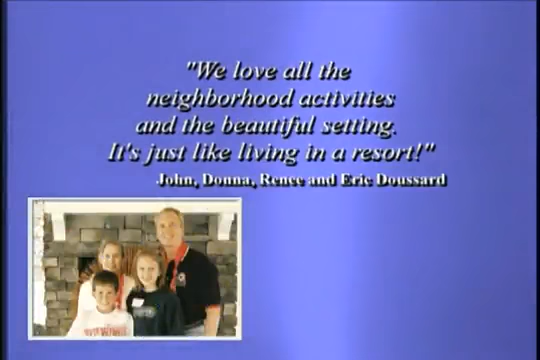 "We love all the
neighborhood activities
and the beautiful setting.
It's just like living in a resort!"
John, Donna, Renee and Eric Doussard